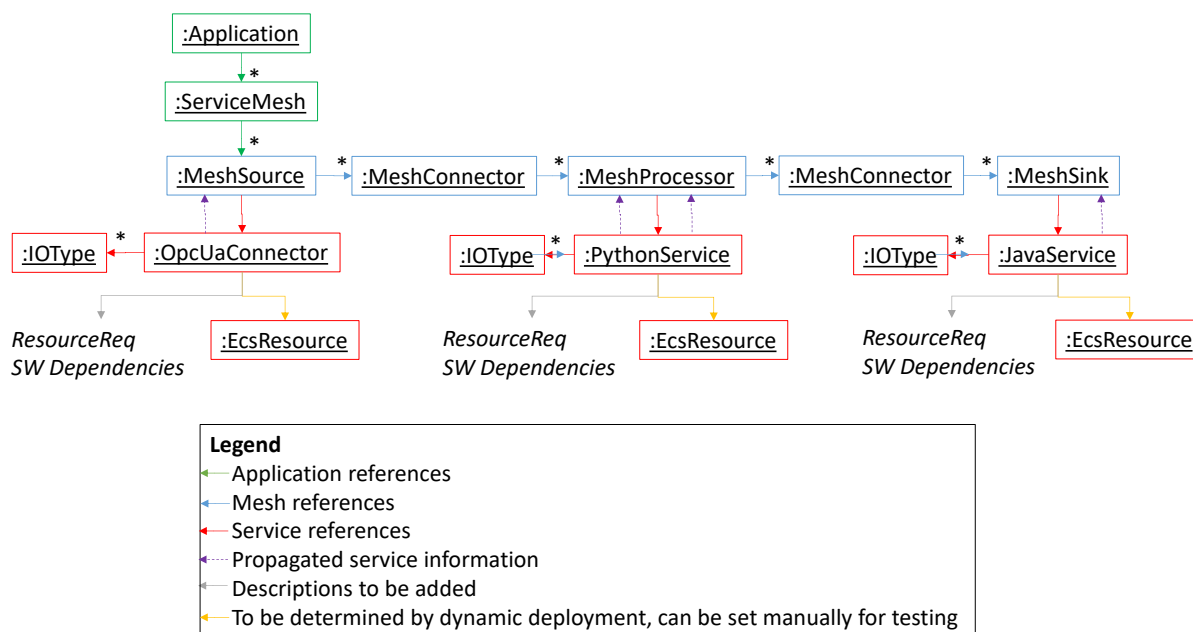 :Application
*
:ServiceMesh
*
:MeshSource
*
:MeshConnector
*
:MeshProcessor
*
:MeshConnector
*
:MeshSink
:IOType
*
:OpcUaConnector
:IOType
*
:PythonService
:IOType
*
:JavaService
ResourceReq
SW Dependencies
:EcsResource
ResourceReq
SW Dependencies
:EcsResource
ResourceReq
SW Dependencies
:EcsResource
Legend
Application references
Mesh references
Service references
Propagated service information
Descriptions to be added
To be determined by dynamic deployment, can be set manually for testing